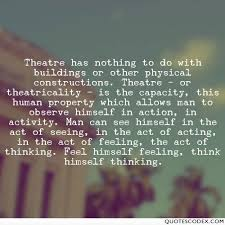 Theatre has nothing to do with
buildings or other physical
constructions. Theatre - or
theatricality - is the capacity, this
human property which allows man to
observe himself in action, in
activity. Man can see himself in the
act of seeing, in the act of acting,
in the act of feeling, the act of
thinking. Feel himself feeling, think
himself thinking.
QUOTESCODEX.COM